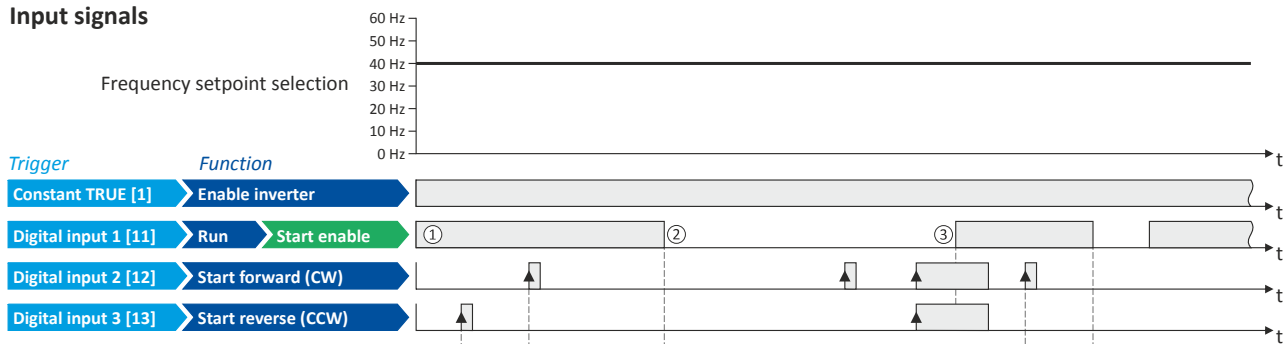 Input signals
60 Hz
50 Hz
Frequency setpoint selection
40 Hz
30 Hz
20 Hz
10 Hz
0 Hz
t
Trigger Function
Constant TRUE [1] Enable inverter
t
Digital input 1 [11] Run Start enable ① ② ③
t
Digital input 2 [12] Start forward (CW)
t
Digital input 3 [13] Start reverse (CCW)
t